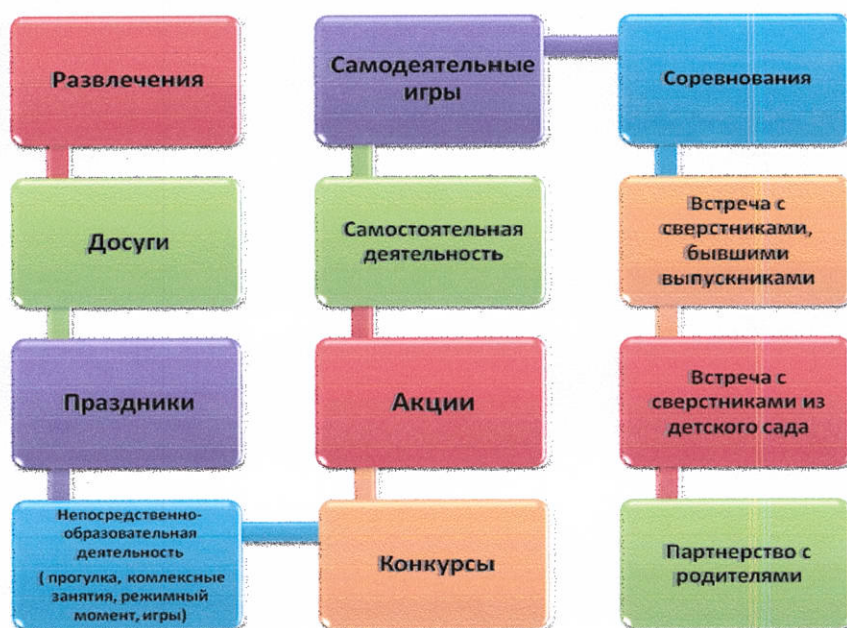 Развлечения
Досуги
Праздники
Непосредственно-
образовательная
деятельность
( прогулка, комлексные
занятия, режимный
момент, игры)
Конкурсы
Акции
Самостоятельная
деятельность
Самодеятельные
игры
Соревнования
Встреча с
сверстниками,
бывшими
выпускниками
Встреча с
сверстниками из
детского сада
Партнерство с
родителями